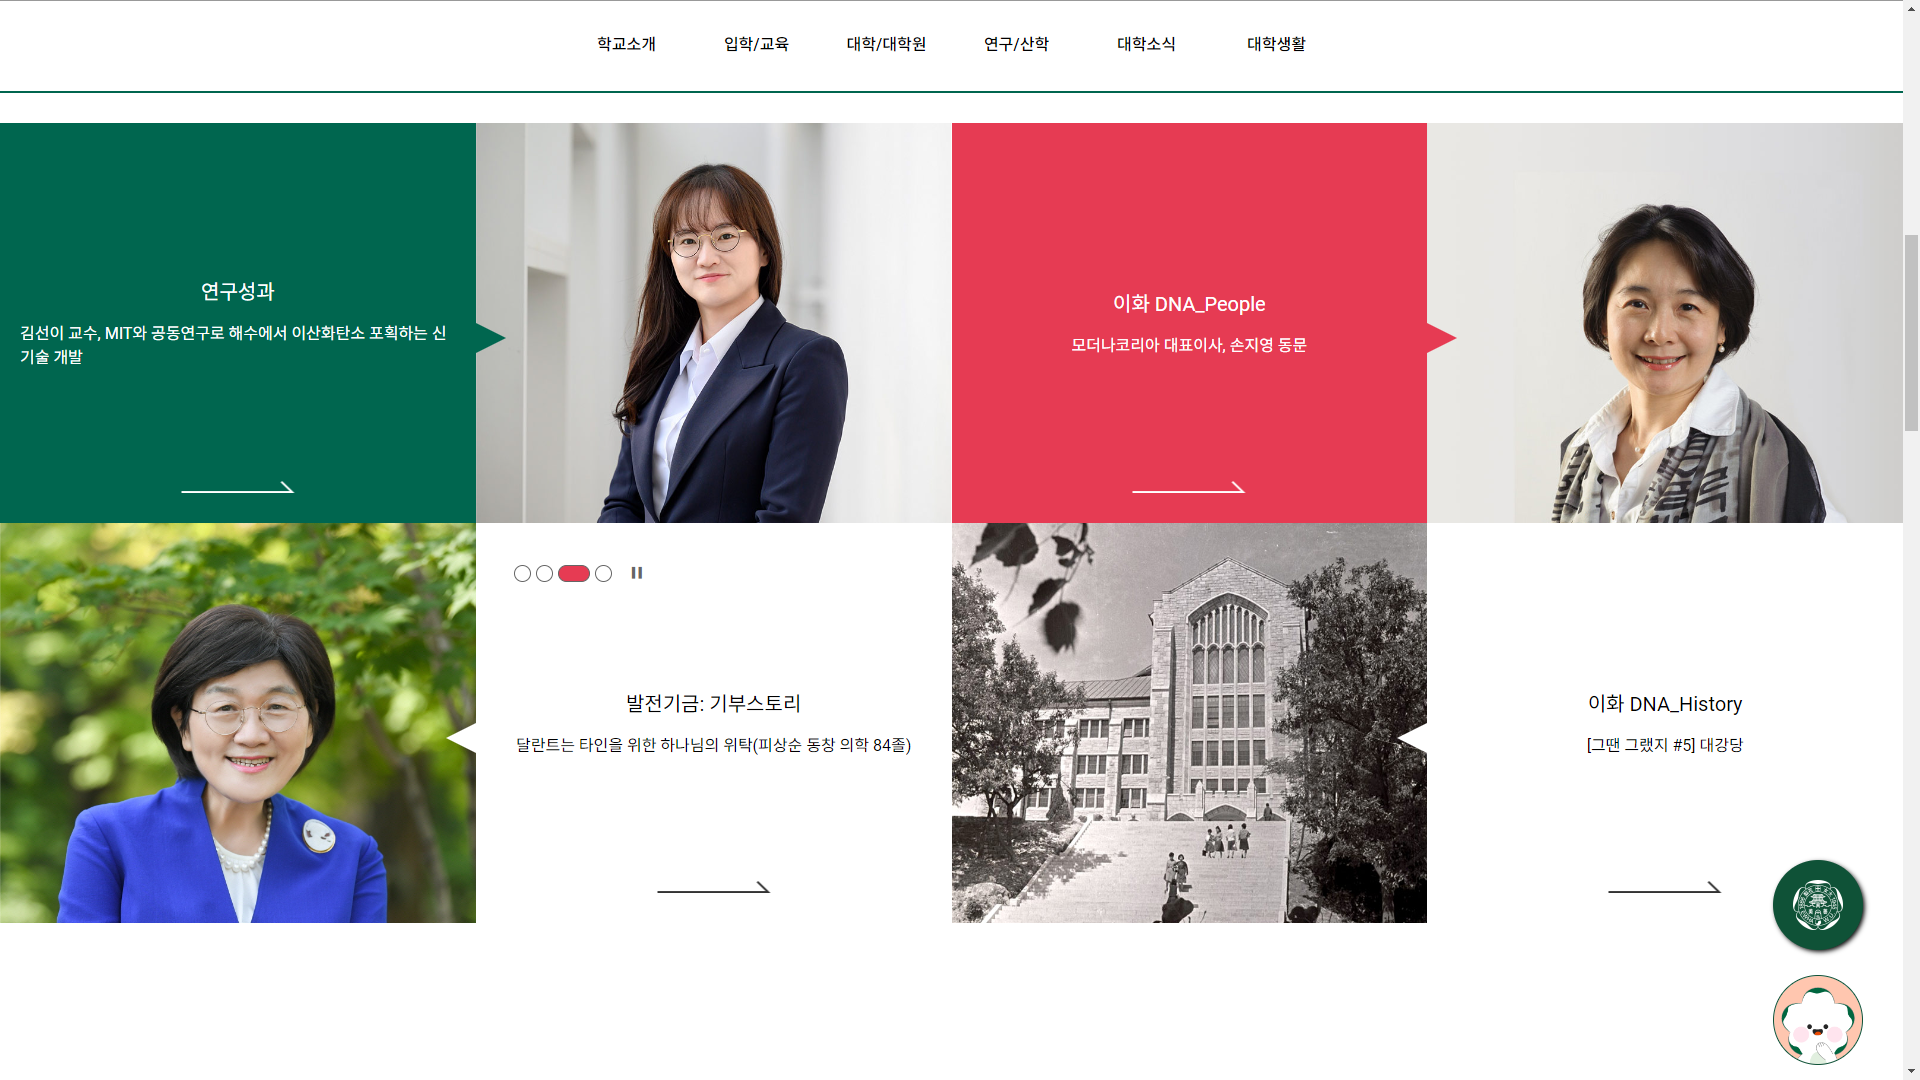 학교소개
입학/교육
대학/대학원
연구/산학
대학소식
대학생활
연구성과
김선이 교수, MIT와 공동연구로 해수에서 이산화탄소 포획하는 신
기술 개발
이화 DNA_People
모더나코리아 대표이사, 손지영 동문
발전기금: 기부스토리
달란트는 타인을 위한 하나님의 위탁(피상순 동창 의학 84졸)
이화 DNA_History
[그땐 그랬지 #5] 대강당